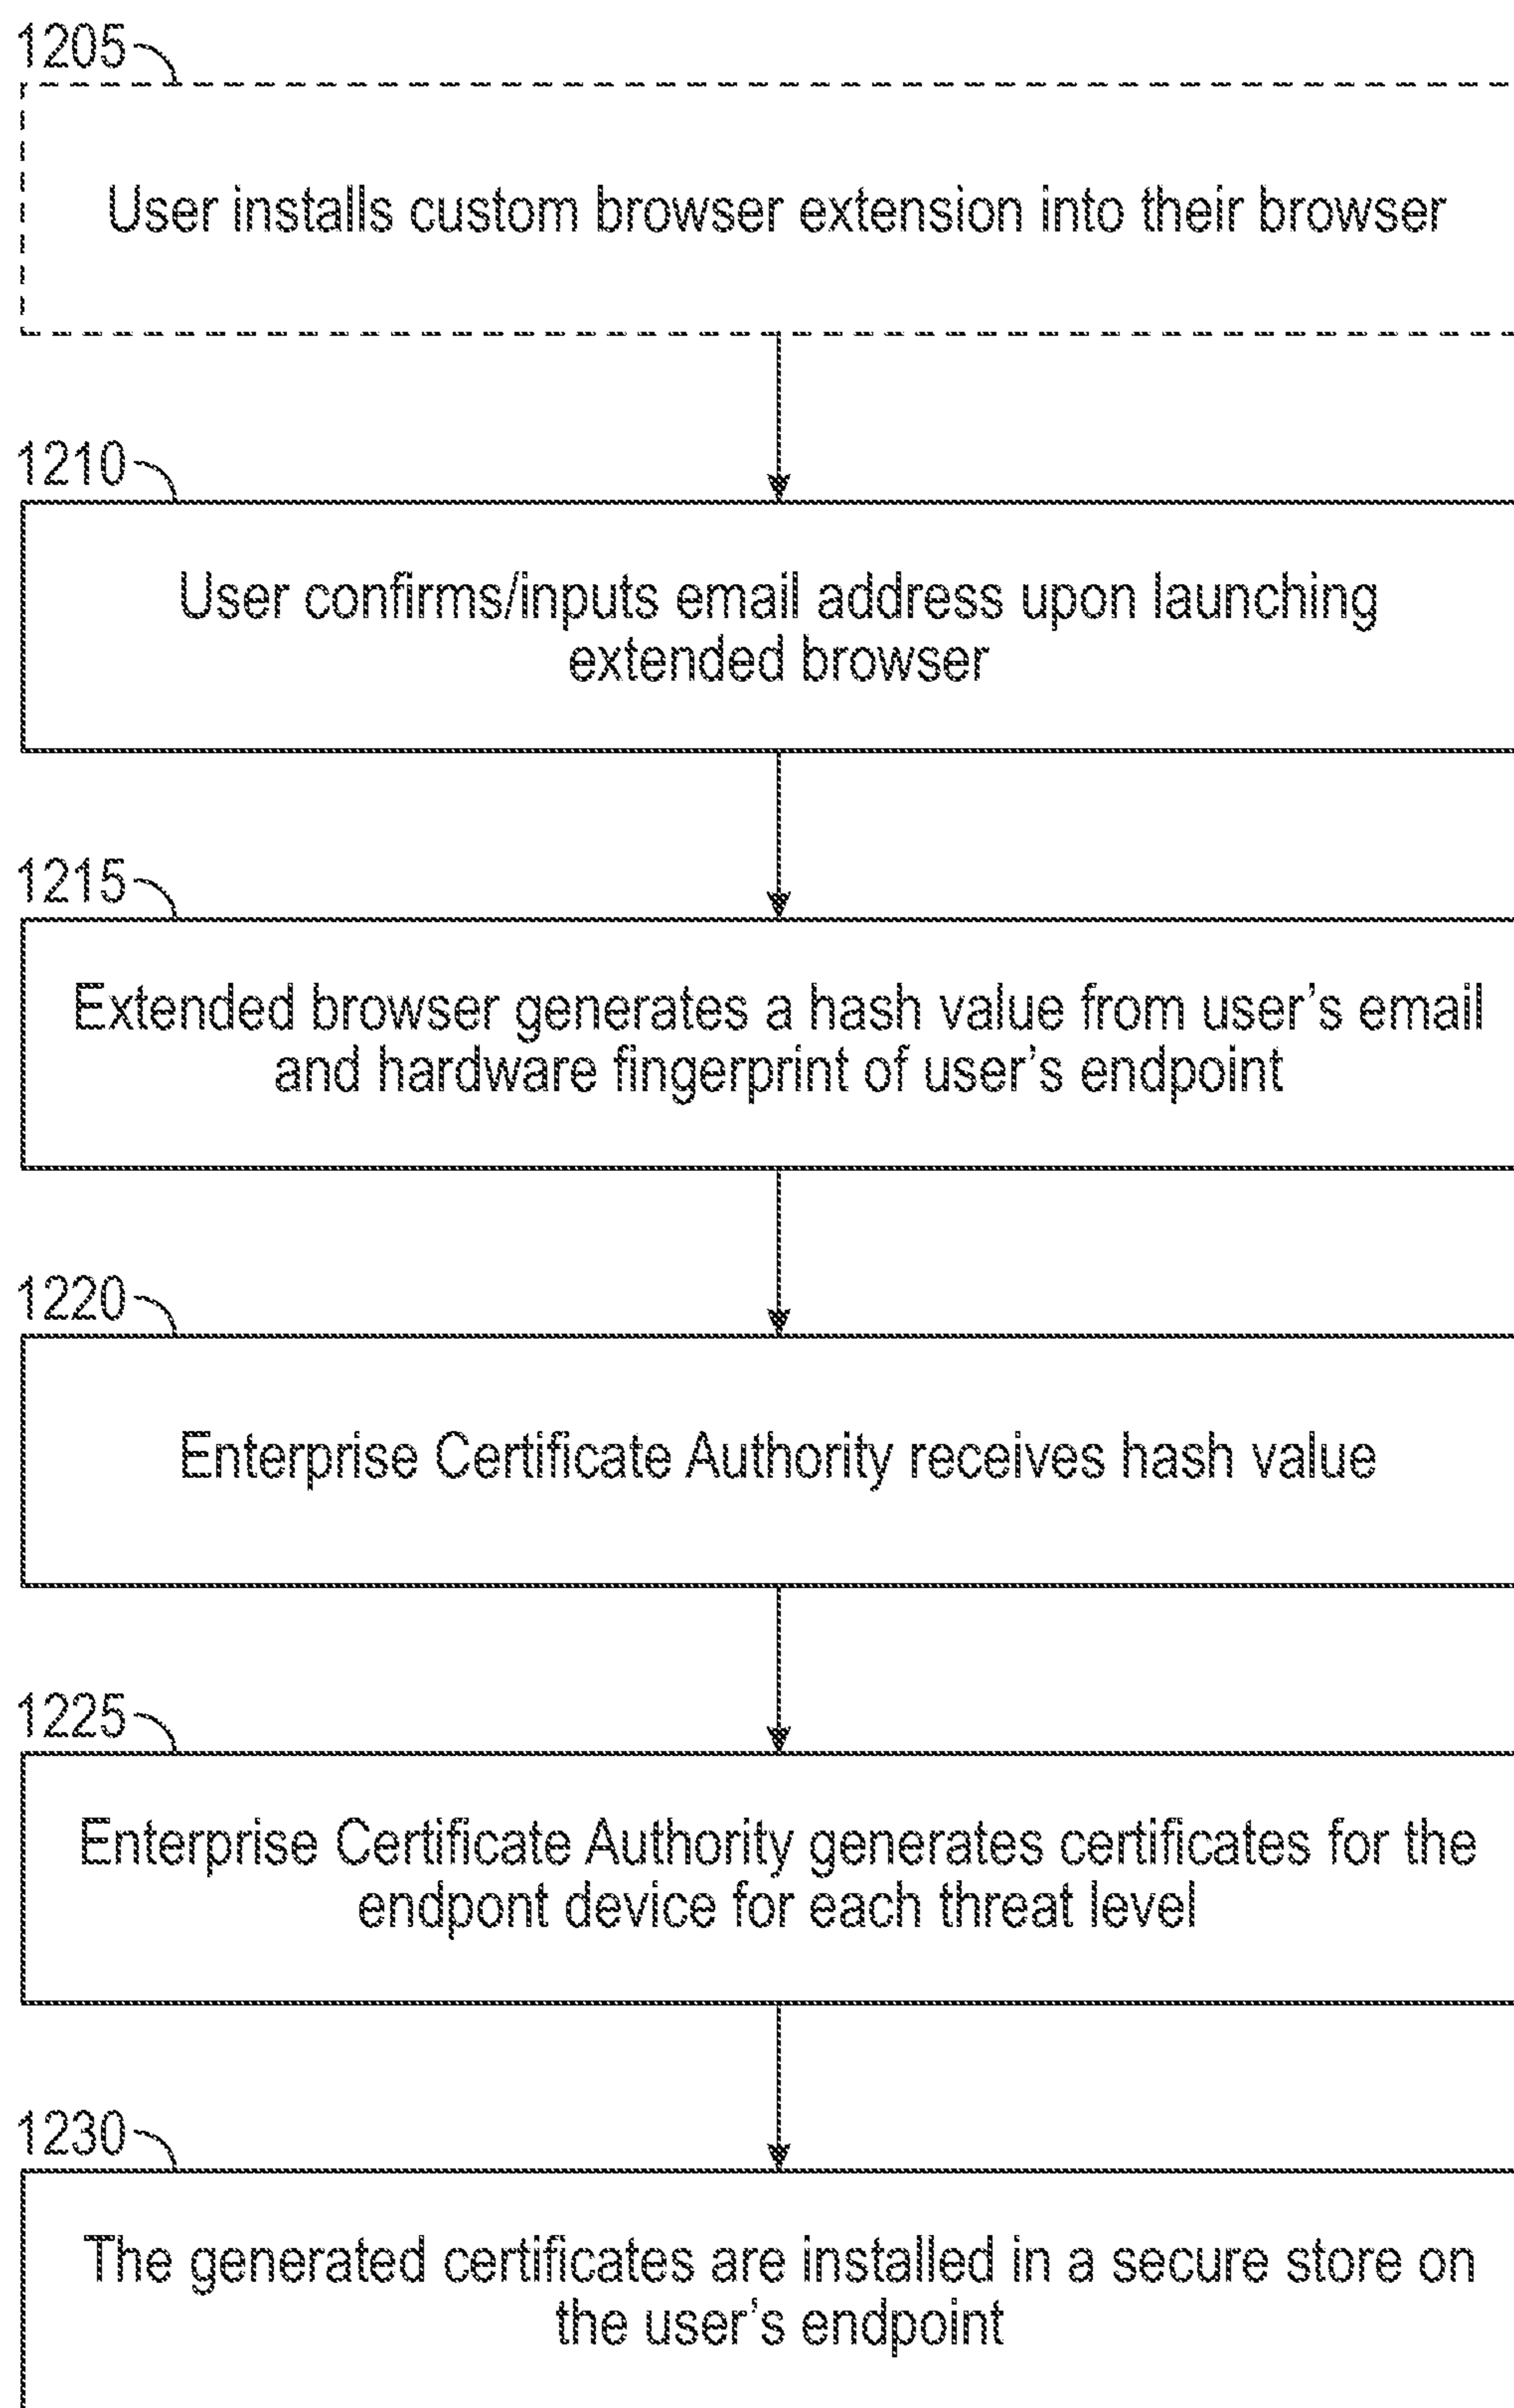 1205
User installs custom browser extension into their browser
1210
User confirms/inputs email address upon launching
extended browser
1215
Extended browser generates a hash value from user's email
and hardware fingerprint of user's endpoint
1220
Enterprise Certificate Authority receives hash value
1225
Enterprise Certificate Authority generates certificates for the
endpont device for each threat level
1230
The generated certificates are installed in a secure store on
the user's endpoint